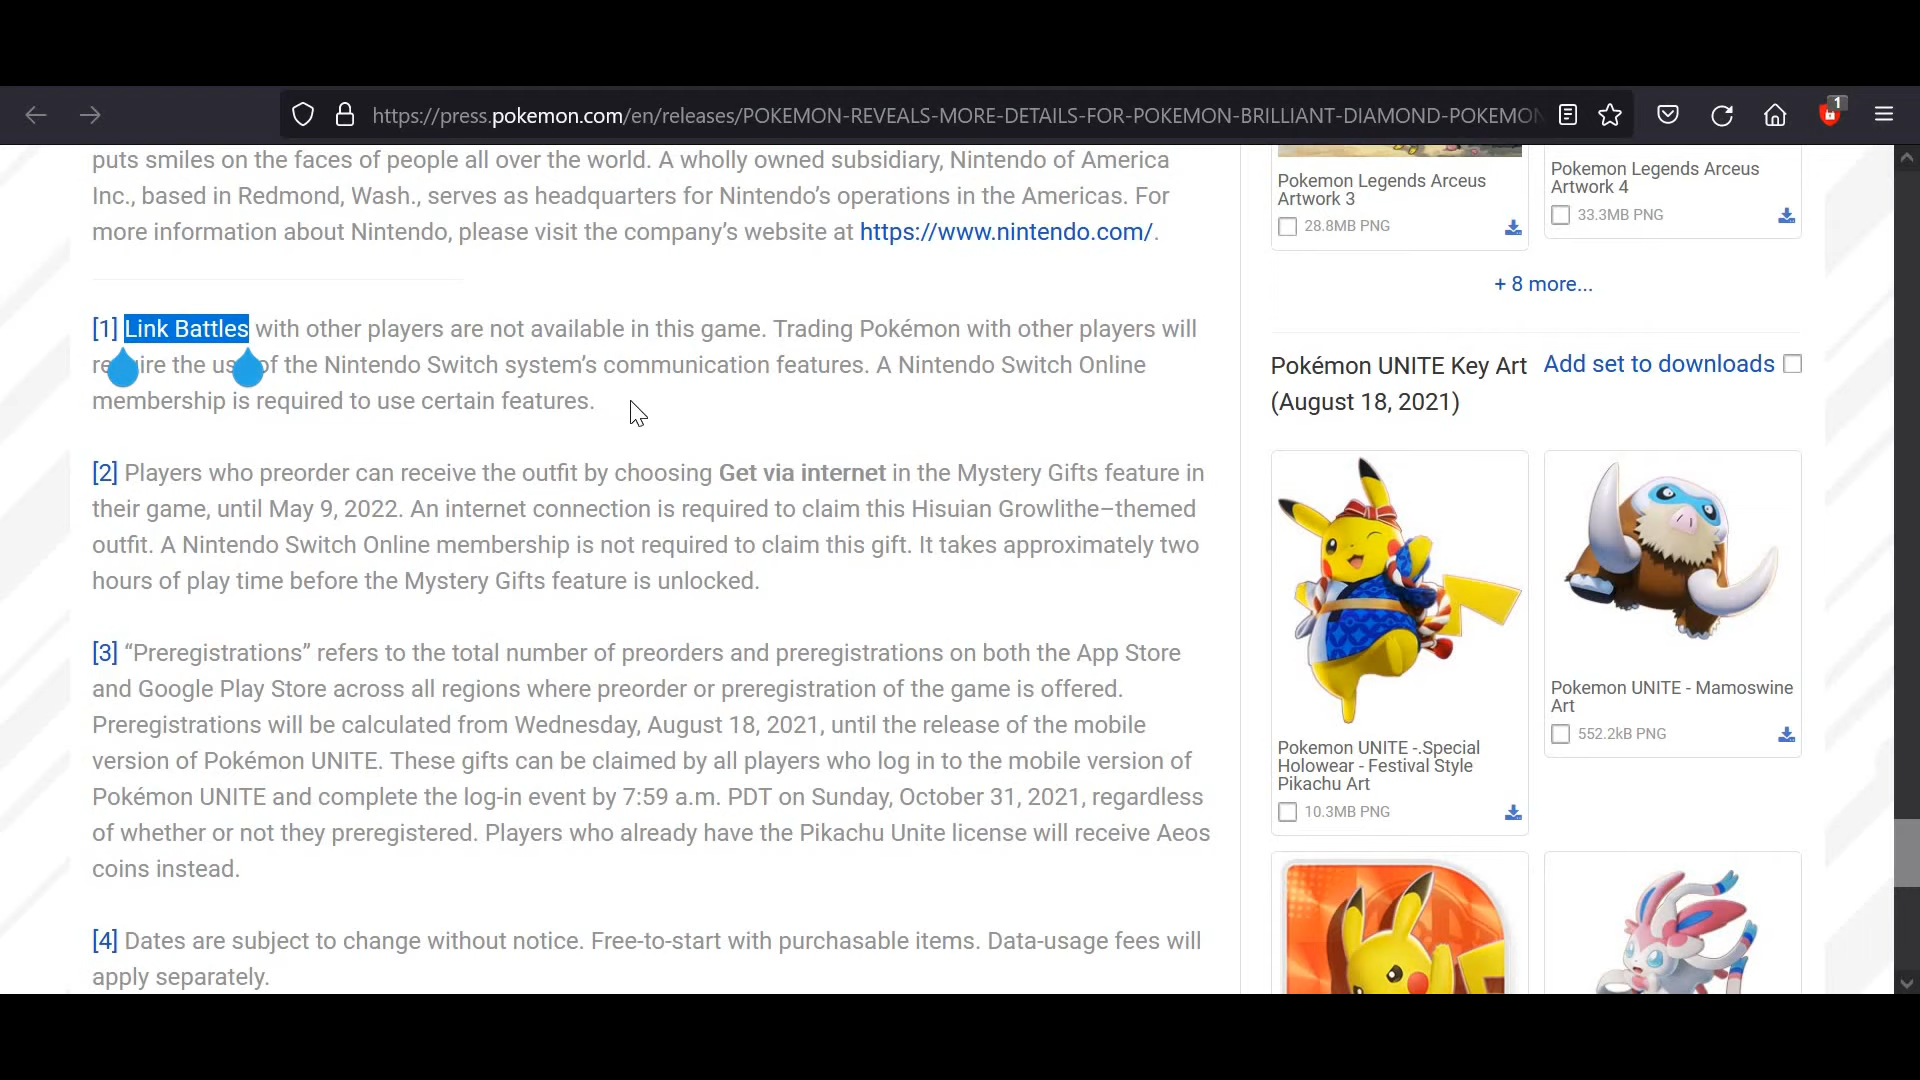 https://press.pokemon.com/en/releases/POKEMON-REVEALS-MORE-DETAILS-FOR-POKEMON-BRILLIANT-DIAMOND-POKEMON
1
puts smiles on the faces of people all over the world. A wholly owned subsidiary, Nintendo of America
Inc., based in Redmond, Wash., serves as headquarters for Nintendo’s operations in the Americas. For
more information about Nintendo, please visit the company’s website at https://www.nintendo.com/.
[1] Link Battles with other players are not available in this game. Trading Pokémon with other players will
require the use of the Nintendo Switch system’s communication features. A Nintendo Switch Online
membership is required to use certain features.
[2] Players who preorder can receive the outfit by choosing Get via internet in the Mystery Gifts feature in
their game, until May 9, 2022. An internet connection is required to claim this Hisuian Growlithe–themed
outfit. A Nintendo Switch Online membership is not required to claim this gift. It takes approximately two
hours of play time before the Mystery Gifts feature is unlocked.
[3] “Preregistrations” refers to the total number of preorders and preregistrations on both the App Store
and Google Play Store across all regions where preorder or preregistration of the game is offered.
Preregistrations will be calculated from Wednesday, August 18, 2021, until the release of the mobile
version of Pokémon UNITE. These gifts can be claimed by all players who log in to the mobile version of
Pokémon UNITE and complete the log-in event by 7:59 a.m. PDT on Sunday, October 31, 2021, regardless
of whether or not they preregistered. Players who already have the Pikachu Unite license will receive Aeos
coins instead.
[4] Dates are subject to change without notice. Free-to-start with purchasable items. Data-usage fees will
apply separately.
Pokemon Legends Arceus
Artwork 3
28.8MB PNG
Pokemon Legends Arceus
Artwork 4
33.3MB PNG
+ 8 more...
Pokémon UNITE Key Art
(August 18, 2021)
Add set to downloads
Pokemon UNITE -.Special
Holowear - Festival Style
Pikachu Art
10.3MB PNG
Pokemon UNITE - Mamoswine
Art
552.2kB PNG